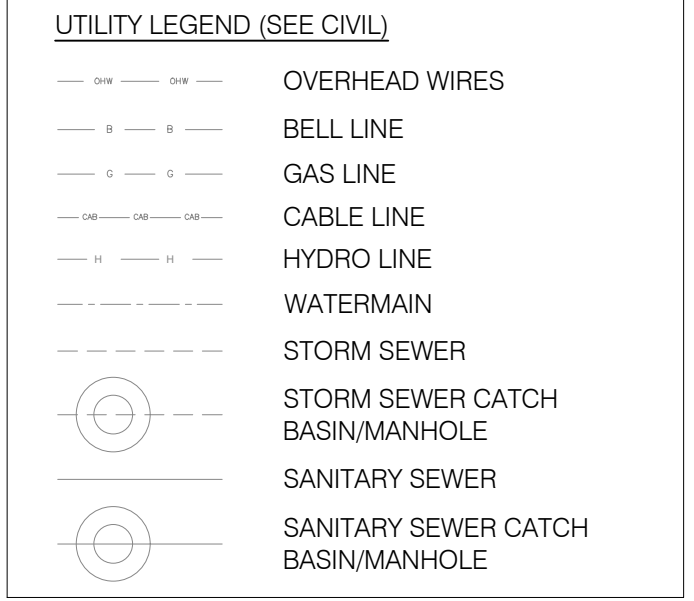 UTILITY LEGEND (SEE CIVIL)
OHW OHW OVERHEAD WIRES
B B BELL LINE
G G GAS LINE
CAB CAB CAB CABLE LINE
H H HYDRO LINE
WATERMAIN
STORM SEWER
STORM SEWER CATCH
BASIN/MANHOLE
SANITARY SEWER
SANITARY SEWER CATCH
BASIN/MANHOLE